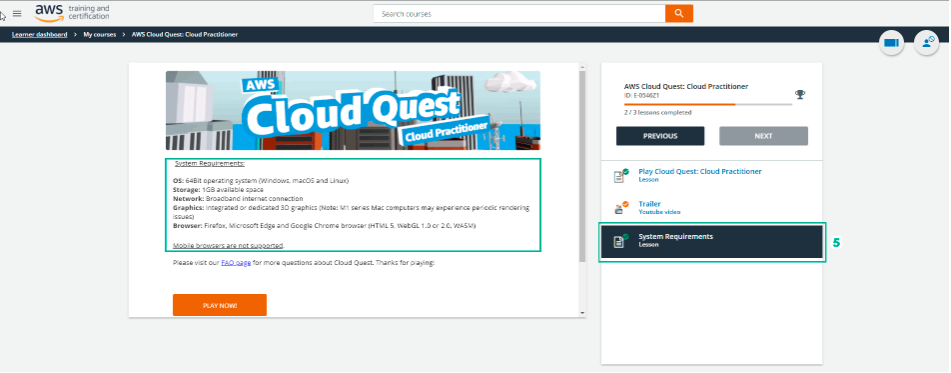 aws training and certification
Search courses
Learner dashboard > My courses > AWS Cloud Quest: Cloud Practitioner
AWS
Cloud Quest
Cloud Practitioner
System Requirements:
OS: 64Bit operating system (Windows, macOS and Linux)
Storage: 1GB available space
Network: Broadband Internet connection
Graphics: Integrated or dedicated 3D graphics (Note: M1 series Mac computers may experience periodic rendering
issues)
Browser: Firefox, Microsoft Edge and Google Chrome browser (HTML 5, WebGL 1.0 or 2.0, WASM)
Mobile browsers are not supported.
Please visit our FAQ page for more questions about Cloud Quest. Thanks for playing!
PLAY NOW!
AWS Cloud Quest: Cloud Practitioner
ID: E-0546Z1
2 / 3 lessons completed
PREVIOUS
NEXT
Play Cloud Quest: Cloud Practitioner
Lesson
Trailer
Youtube video
System Requirements
Lesson
5